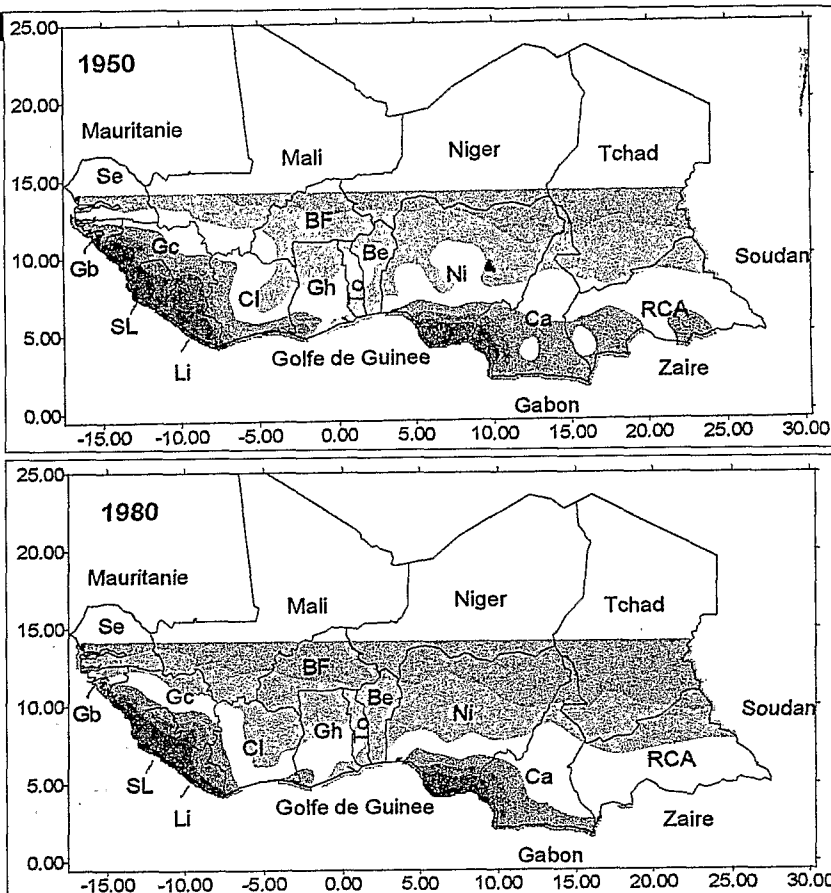 25.00
1950
20.00
Mauritanie
Mali
Niger
Tchad
Se
15.00
BF
Gb
Gc
Be
Soudan
10.00
CI
Gh
Ni
SL
Ca
RCA
5.00
Li
Golfe de Guinee
Zaire
0.00
Gabon
-15.00 -10.00 -5.00 0.00 5.00 10.00 15.00 20.00 25.00 30.00
25.00
1980
20.00
Mauritanie
Mali
Niger
Tchad
Se
15.00
BF
Gc
Be
Gb
10.00
CI
Gh
Ni
Soudan
SL
Ca
RCA
5.00
Li
Golfe de Guinee
Zaire
0.00
Gabon
-15.00 -10.00 -5.00 0.00 5.00 10.00 15.00 20.00 25.00 30.00